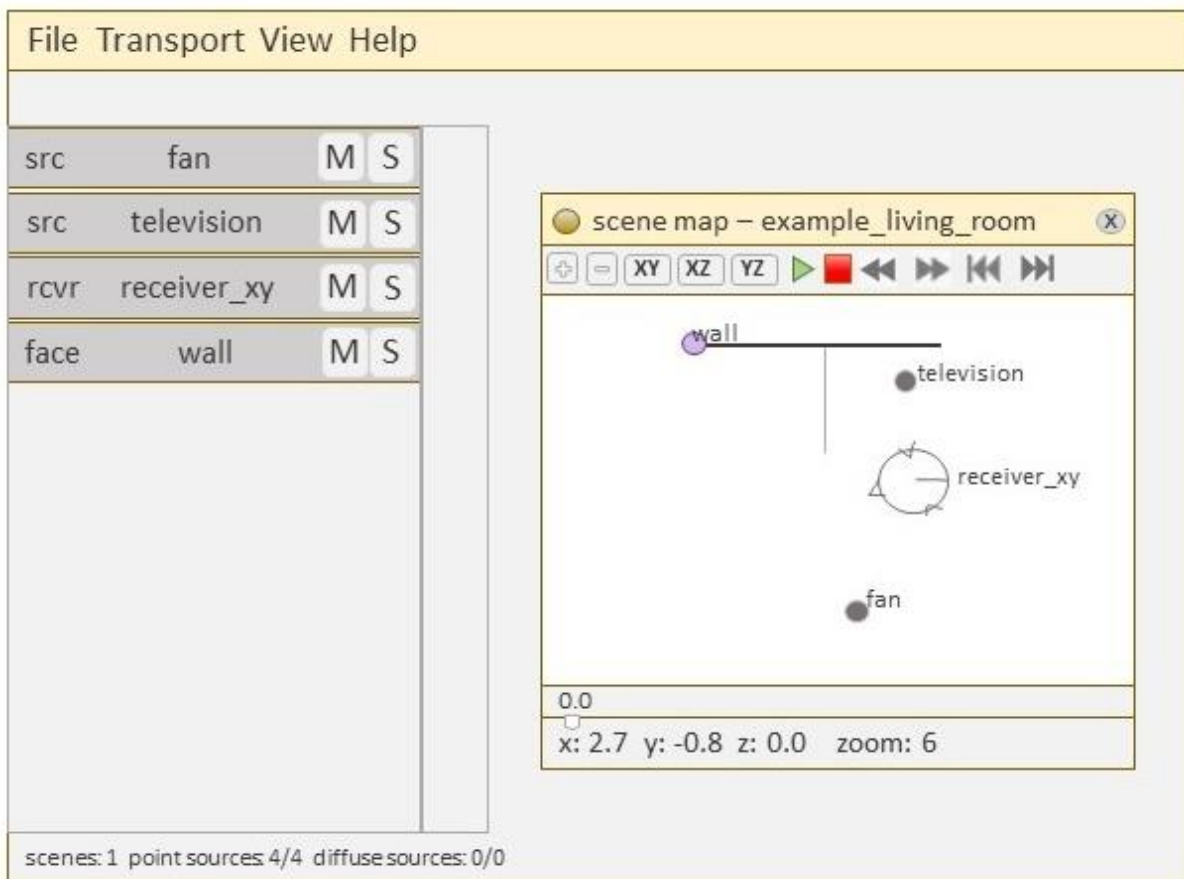 File Transport View Help
src fan M S
src television M S
rcvr receiver_xy M S
face wall M S
scene map – example_living_room X
XY XZ YZ
wall
television
receiver_xy
fan
0.0
x: 2.7 y: -0.8 z: 0.0 zoom: 6
scenes: 1 point sources: 4/4 diffuse sources: 0/0